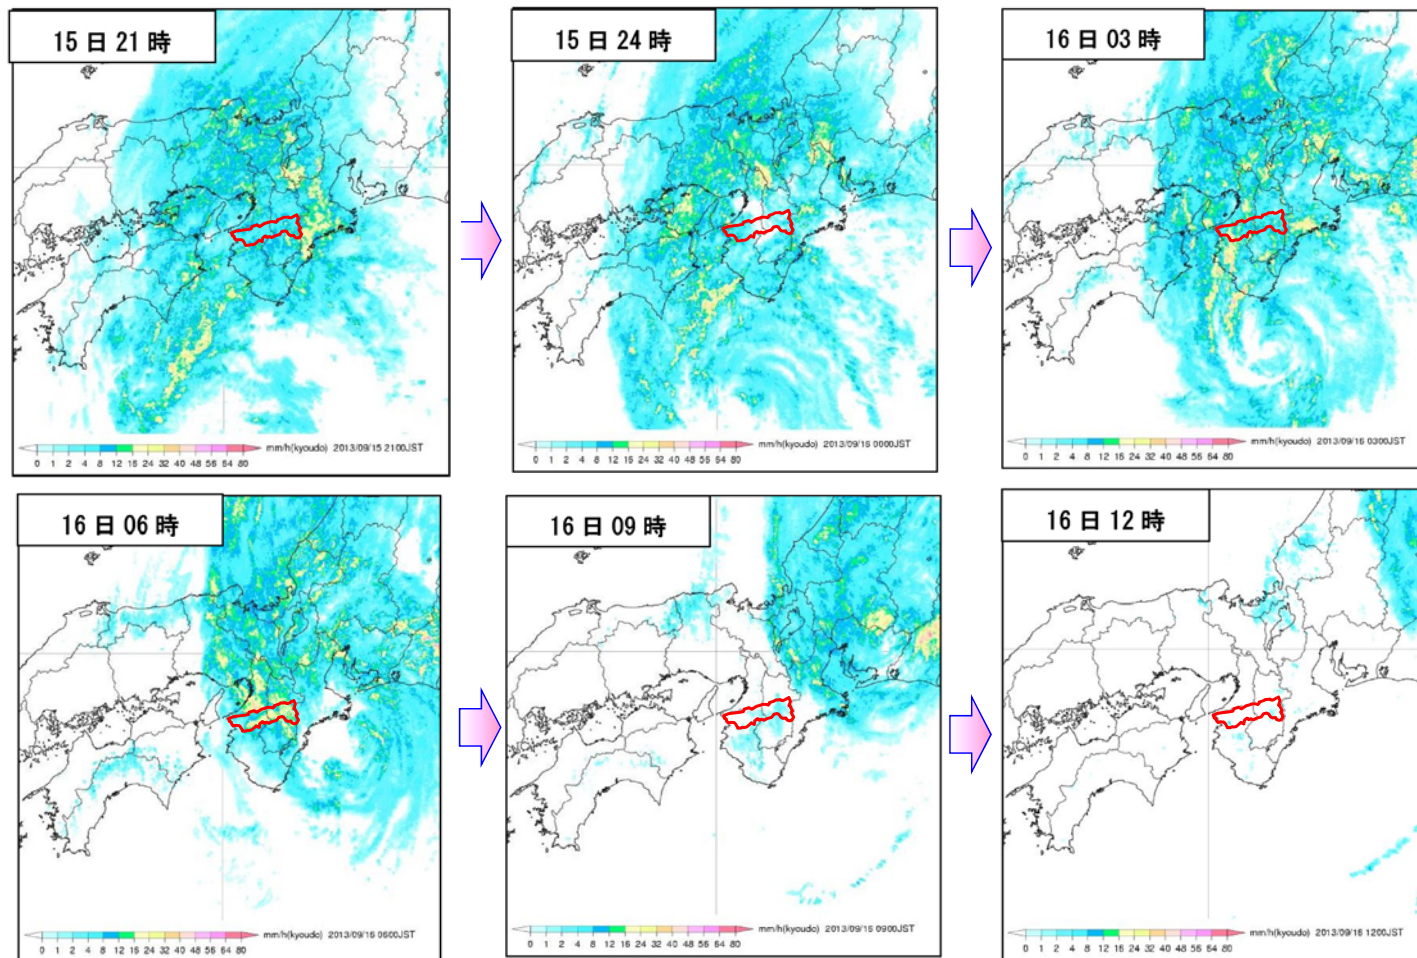 15日21時
15日24時
16日03時
0 1 2 4 8 12 16 24 32 40 48 56 64 80 mm/h(kyoudo) 2013/09/15 2100JST
0 1 2 4 8 12 16 24 32 40 48 56 64 80 mm/h(kyoudo) 2013/09/16 0000JST
0 1 2 4 8 12 16 24 32 40 48 56 64 80 mm/h(kyoudo) 2013/09/16 0300JST
16日06時
16日09時
16日12時
0 1 2 4 8 12 16 24 32 40 48 56 64 80 mm/h(kyoudo) 2013/09/16 0600JST
0 1 2 4 8 12 16 24 32 40 48 56 64 80 mm/h(kyoudo) 2013/09/16 0900JST
0 1 2 4 8 12 16 24 32 40 48 56 64 80 mm/h(kyoudo) 2013/09/16 1200JST